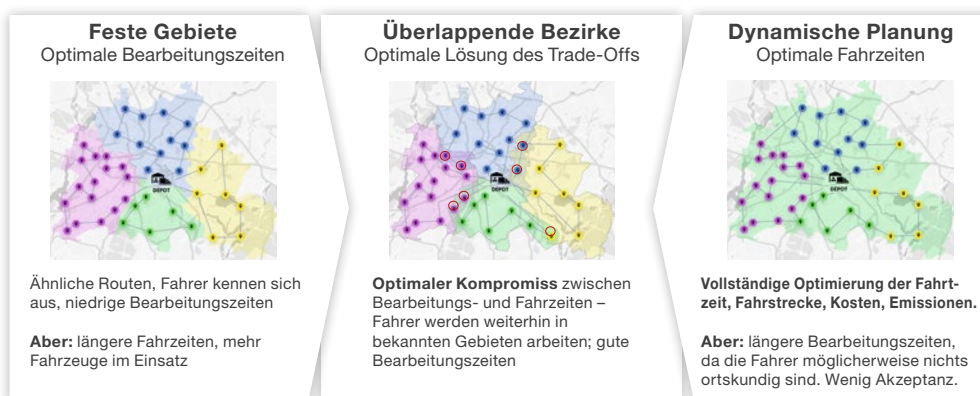 Feste Gebiete
Optimale Bearbeitungszeiten
DEPOT
Ähnliche Routen, Fahrer kennen sich
aus, niedrige Bearbeitungszeiten
Aber: längere Fahrzeiten, mehr
Fahrzeuge im Einsatz
Überlappende Bezirke
Optimale Lösung des Trade-Offs
DEPOT
Optimaler Kompromiss zwischen
Bearbeitungs- und Fahrzeiten –
Fahrer werden weiterhin in
bekannten Gebieten arbeiten; gute
Bearbeitungszeiten
Dynamische Planung
Optimale Fahrzeiten
DEPOT
Vollständige Optimierung der Fahrt-
zeit, Fahrstrecke, Kosten, Emissionen.
Aber: längere Bearbeitungszeiten,
da die Fahrer möglicherweise nichts
ortskundig sind. Wenig Akzeptanz.